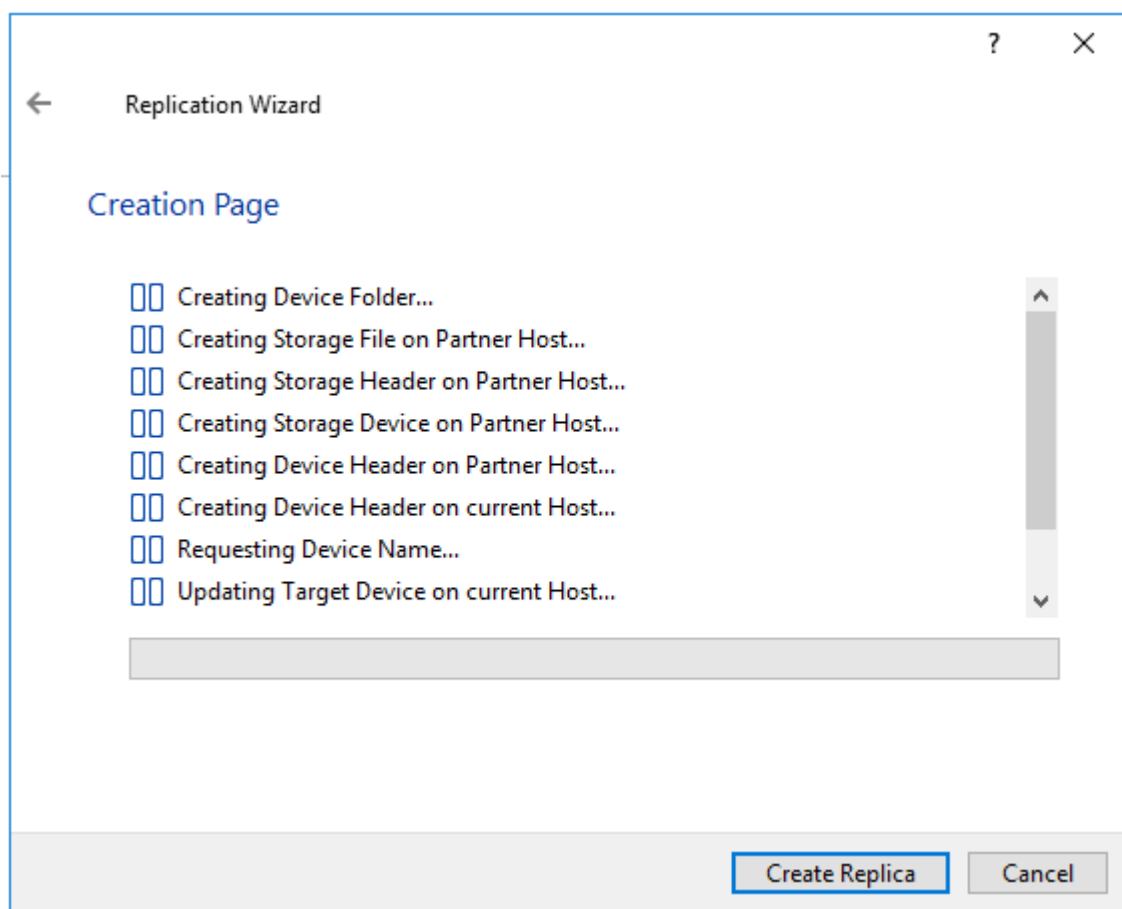 ?
Replication Wizard
Creation Page
Creating Device Folder...
Creating Storage File on Partner Host...
Creating Storage Header on Partner Host...
Creating Storage Device on Partner Host...
Creating Device Header on Partner Host...
Creating Device Header on current Host...
Requesting Device Name...
Updating Target Device on current Host...
Create Replica
Cancel